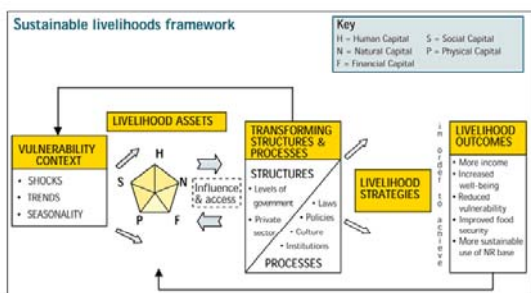 Sustainable livelihoods framework
Key
H = Human Capital S = Social Capital
N = Natural Capital P = Physical Capital
F = Financial Capital
LIVELIHOOD ASSETS
VULNERABILITY
CONTEXT
• SHOCKS
• TRENDS
• SEASONALITY
H
S
N
P
F
Influence
& access
TRANSFORMING
STRUCTURES &
PROCESSES
STRUCTURES
• Levels of
government
• Private
sector
• Laws
• Policies
• Culture
• Institutions
PROCESSES
LIVELIHOOD
STRATEGIES
in order to achieve
LIVELIHOOD
OUTCOMES
• More income
• Increased
well-being
• Reduced
vulnerability
• Improved food
security
• More sustainable
use of NR base